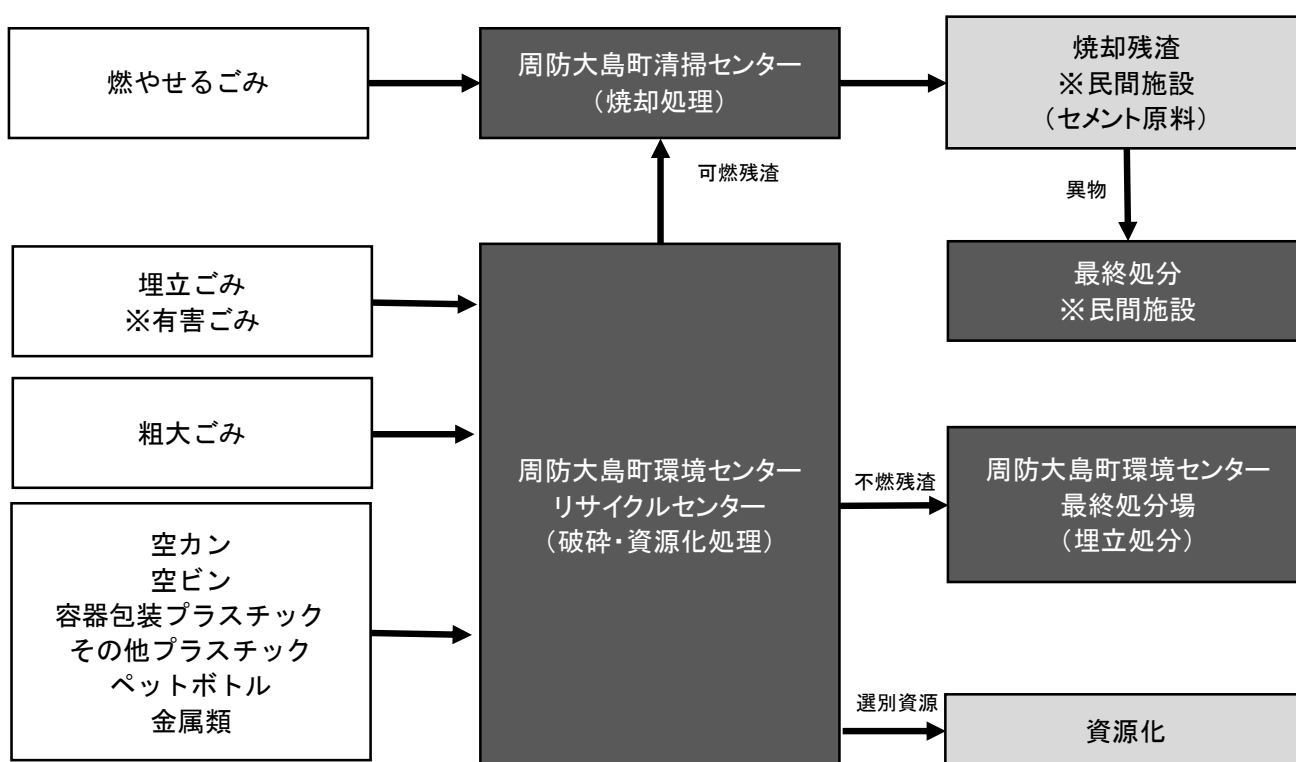 燃やせるごみ
周防大島町清掃センター
（焼却処理）
焼却残渣
※民間施設
（セメント原料）
可燃残渣
異物
埋立ごみ
※有害ごみ
最終処分
※民間施設
粗大ごみ
周防大島町環境センター
リサイクルセンター
（破砕・資源化処理）
不燃残渣
周防大島町環境センター
最終処分場
（埋立処分）
空カン
空ビン
容器包装プラスチック
その他プラスチック
ペットボトル
金属類
選別資源
資源化